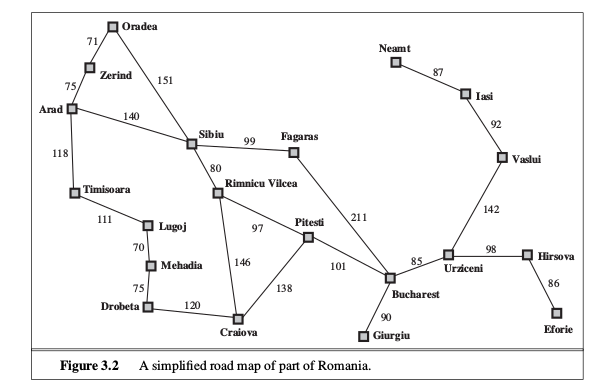 Oradea
71
Neamt
Zerind
87
75
151
Iasi
Arad
140
92
Sibiu
99
Fagaras
118
Vaslui
80
Timisoara
Rimnicu Vilcea
111
211
142
Lugoj
97
Pitesti
70
98
Hirsova
146
101
85
Mehadia
Urziceni
138
86
75
Bucharest
Drobeta
120
90
Eforie
Craiova
Giurgiu
Figure 3.2 A simplified road map of part of Romania.